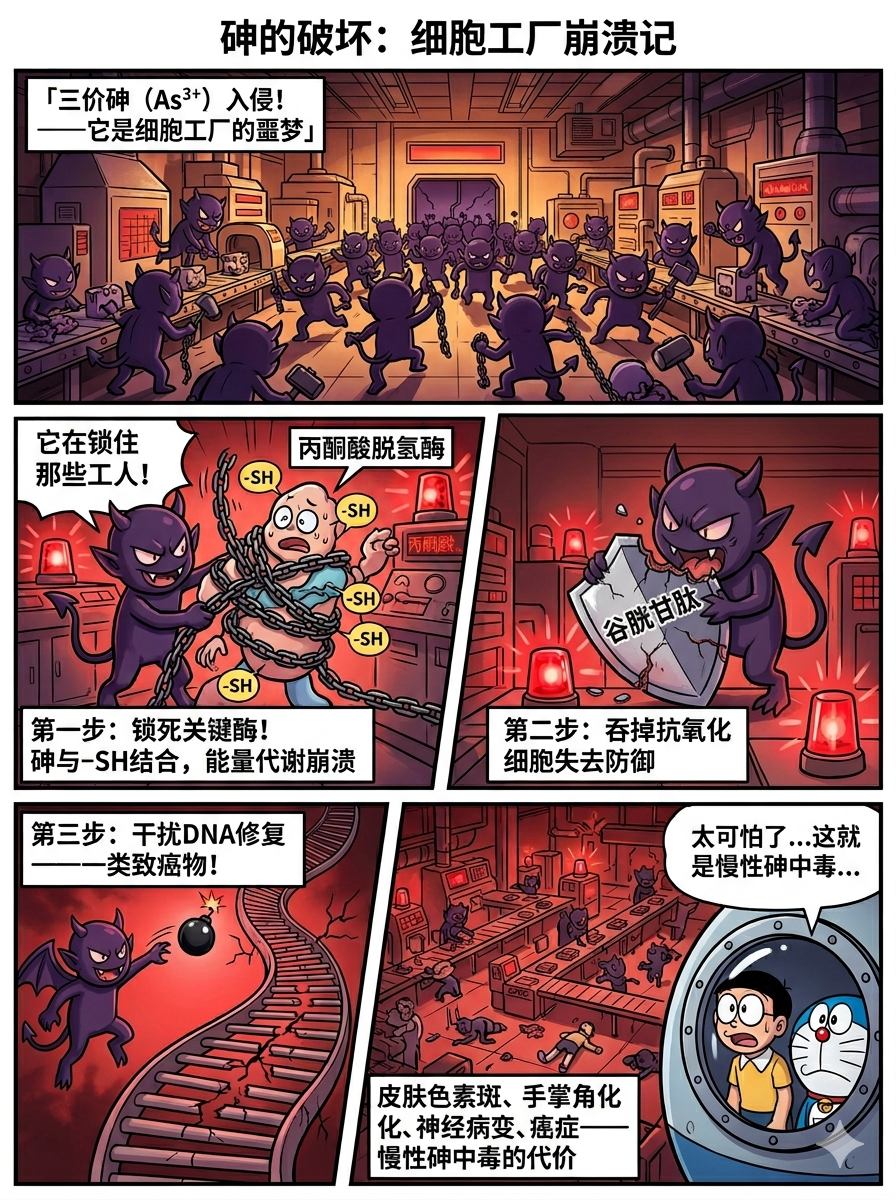 砷的破坏：细胞工厂崩溃记
「三价砷（As³⁺）入侵！
——它是细胞工厂的噩梦」
它在锁住
那些工人！
丙酮酸脱氢酶
-SH
-SH
-SH
-SH
-SH
第一步：锁死关键酶！
砷与-SH结合，能量代谢崩溃
谷胱甘肽
第二步：吞掉抗氧化
细胞失去防御
第三步：干扰DNA修复
——一类致癌物！
太可怕了...这就
是慢性砷中毒...
皮肤色素斑、手掌角化
化、神经病变、癌症——
慢性砷中毒的代价